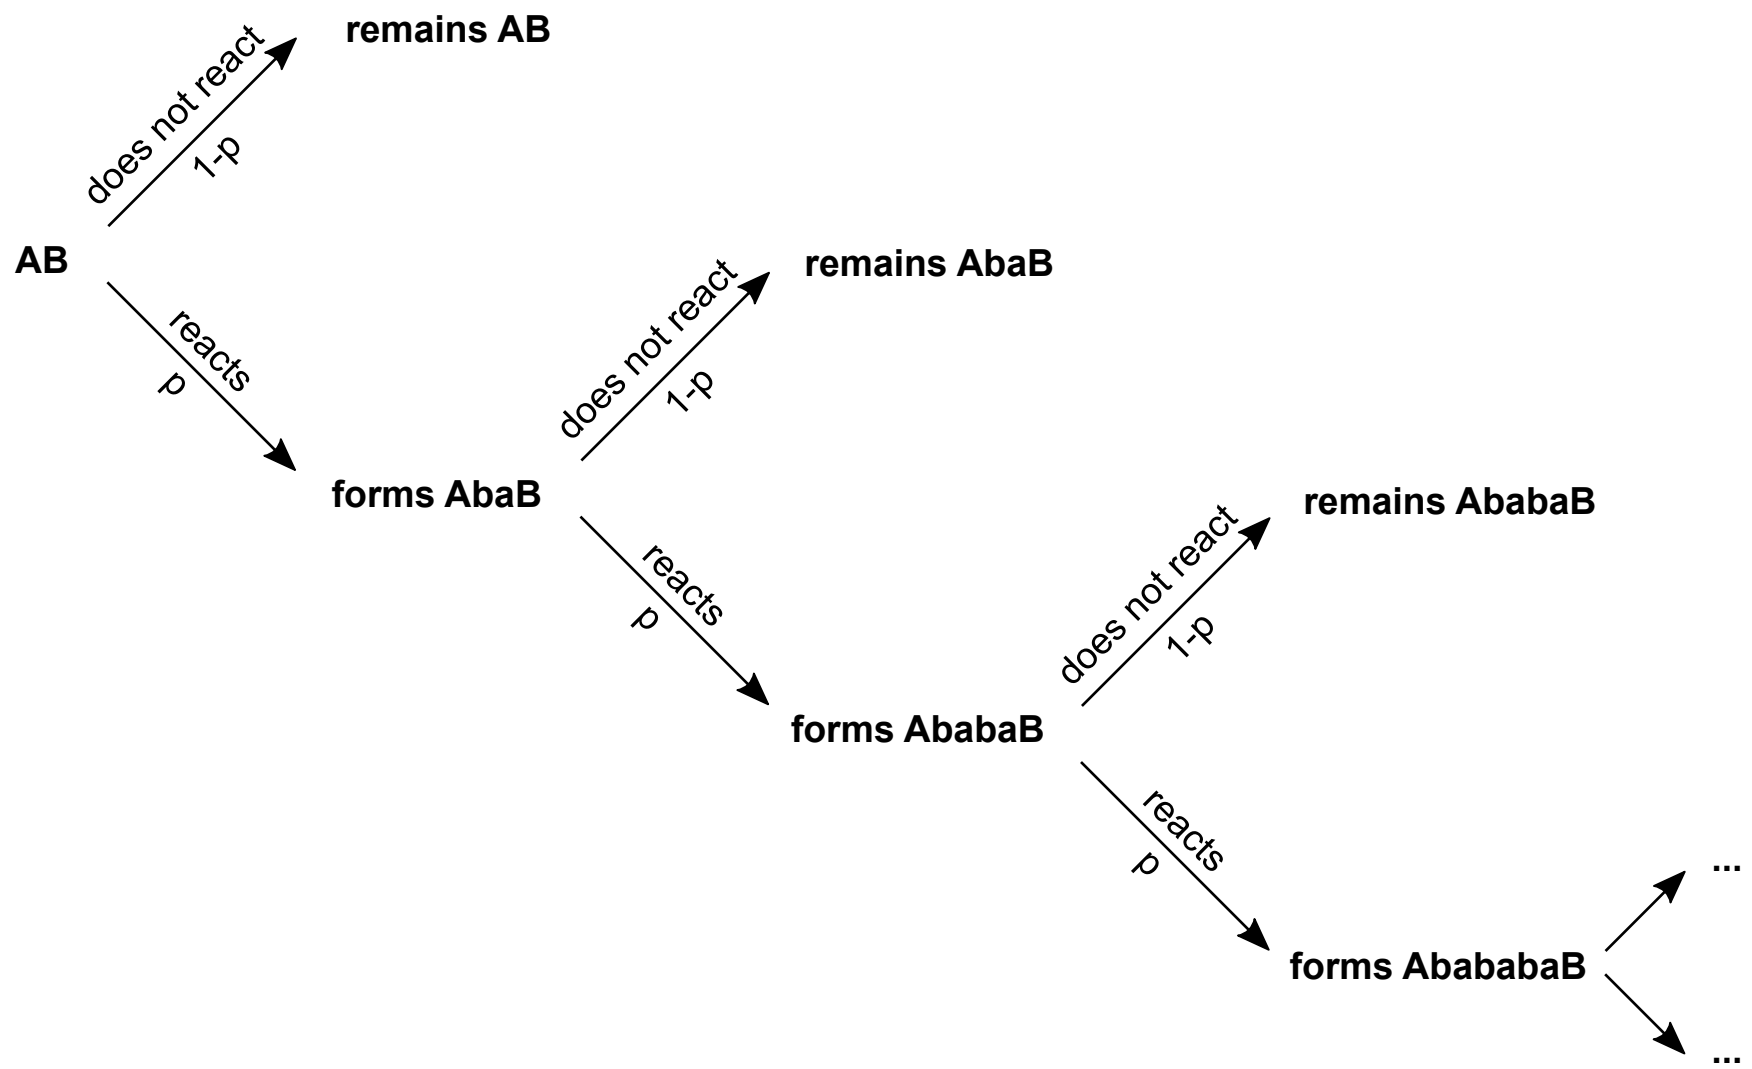 remains AB
does not react
1-p
AB
reacts
p
remains AbaB
does not react
1-p
forms AbaB
reacts
p
remains AbabaB
does not react
1-p
forms AbabaB
reacts
p
...
forms AbababaB
...